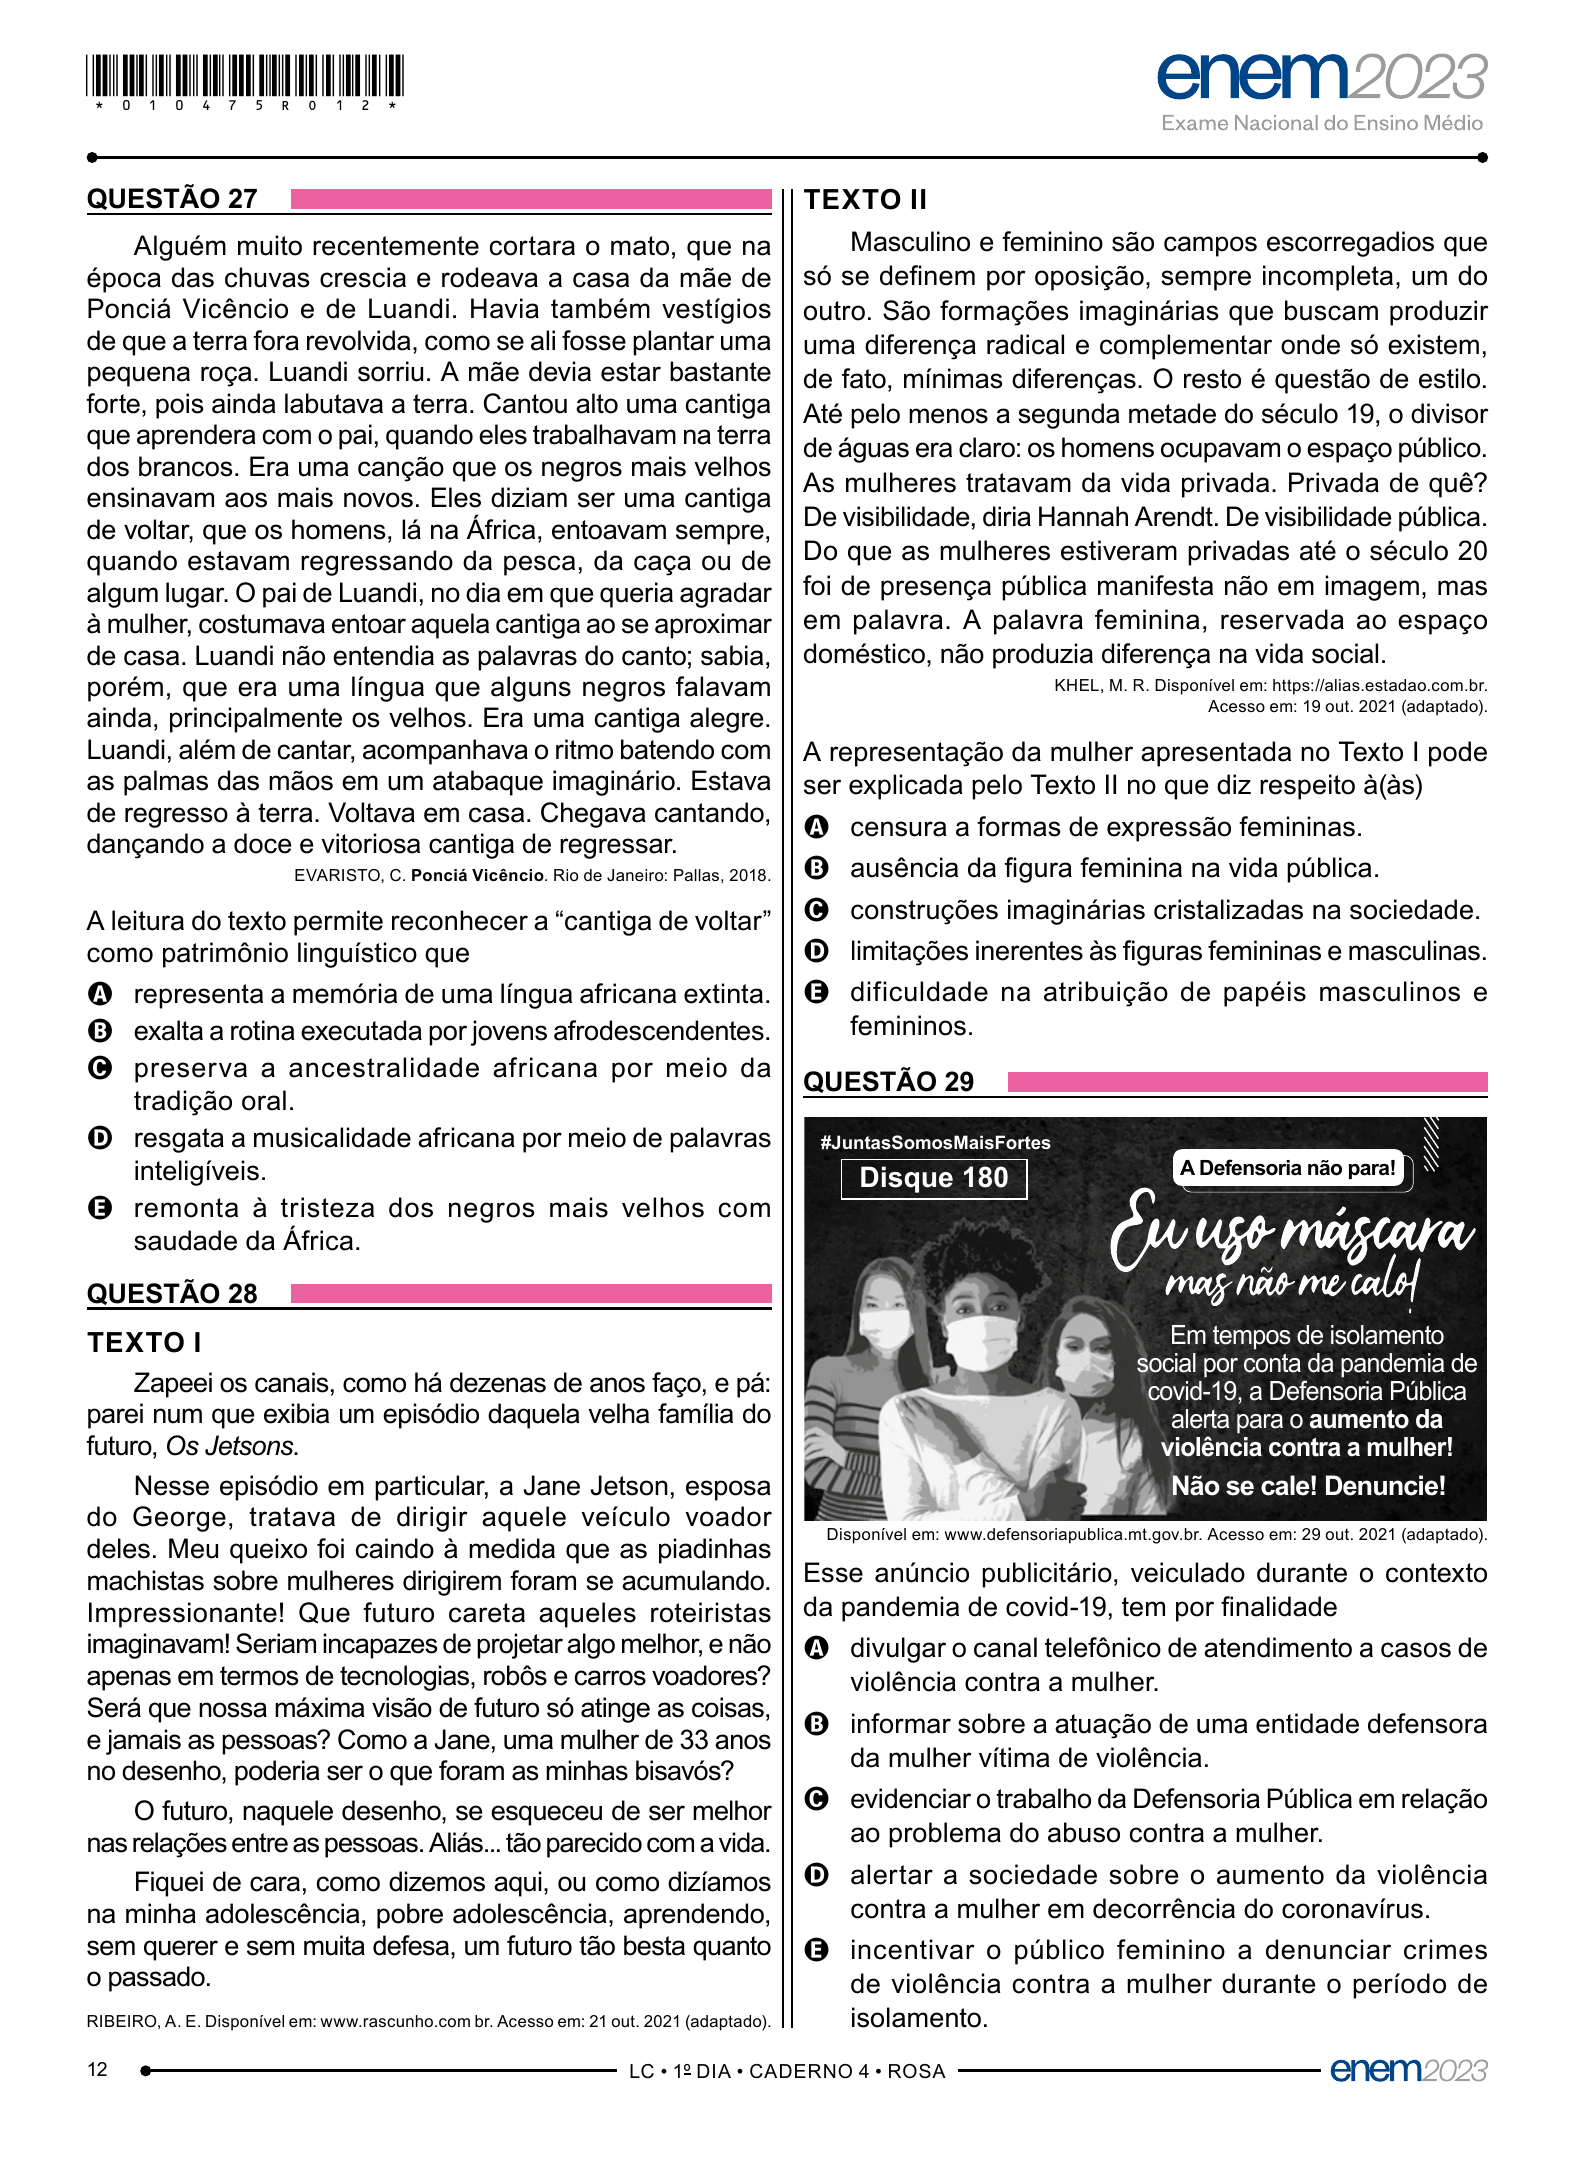 *010475R012*
enem2023
Exame Nacional do Ensino Médio
QUESTÃO 27
Alguém muito recentemente cortara o mato, que na
época das chuvas crescia e rodeava a casa da mãe de
Ponciá Vicêncio e de Luandi. Havia também vestígios
de que a terra fora revolvida, como se ali fosse plantar uma
pequena roça. Luandi sorriu. A mãe devia estar bastante
forte, pois ainda labutava a terra. Cantou alto uma cantiga
que aprendera com o pai, quando eles trabalhavam na terra
dos brancos. Era uma canção que os negros mais velhos
ensinavam aos mais novos. Eles diziam ser uma cantiga
de voltar, que os homens, lá na África, entoavam sempre,
quando estavam regressando da pesca, da caça ou de
algum lugar. O pai de Luandi, no dia em que queria agradar
à mulher, costumava entoar aquela cantiga ao se aproximar
de casa. Luandi não entendia as palavras do canto; sabia,
porém, que era uma língua que alguns negros falavam
ainda, principalmente os velhos. Era uma cantiga alegre.
Luandi, além de cantar, acompanhava o ritmo batendo com
as palmas das mãos em um atabaque imaginário. Estava
de regresso à terra. Voltava em casa. Chegava cantando,
dançando a doce e vitoriosa cantiga de regressar.
EVARISTO, C. Ponciá Vicêncio. Rio de Janeiro: Pallas, 2018.
A leitura do texto permite reconhecer a “cantiga de voltar”
como patrimônio linguístico que
A representa a memória de uma língua africana extinta.
B exalta a rotina executada por jovens afrodescendentes.
C preserva a ancestralidade africana por meio da
tradição oral.
D resgata a musicalidade africana por meio de palavras
inteligíveis.
E remonta à tristeza dos negros mais velhos com
saudade da África.
QUESTÃO 28
TEXTO I
Zapeei os canais, como há dezenas de anos faço, e pá:
parei num que exibia um episódio daquela velha família do
futuro, Os Jetsons.
Nesse episódio em particular, a Jane Jetson, esposa
do George, tratava de dirigir aquele veículo voador
deles. Meu queixo foi caindo à medida que as piadinhas
machistas sobre mulheres dirigirem foram se acumulando.
Impressionante! Que futuro careta aqueles roteiristas
imaginavam! Seriam incapazes de projetar algo melhor, e não
apenas em termos de tecnologias, robôs e carros voadores?
Será que nossa máxima visão de futuro só atinge as coisas,
e jamais as pessoas? Como a Jane, uma mulher de 33 anos
no desenho, poderia ser o que foram as minhas bisavós?
O futuro, naquele desenho, se esqueceu de ser melhor
nas relações entre as pessoas. Aliás... tão parecido com a vida.
Fiquei de cara, como dizemos aqui, ou como dizíamos
na minha adolescência, pobre adolescência, aprendendo,
sem querer e sem muita defesa, um futuro tão besta quanto
o passado.
RIBEIRO, A. E. Disponível em: www.rascunho.com br. Acesso em: 21 out. 2021 (adaptado).
TEXTO II
Masculino e feminino são campos escorregadios que
só se definem por oposição, sempre incompleta, um do
outro. São formações imaginárias que buscam produzir
uma diferença radical e complementar onde só existem,
de fato, mínimas diferenças. O resto é questão de estilo.
Até pelo menos a segunda metade do século 19, o divisor
de águas era claro: os homens ocupavam o espaço público.
As mulheres tratavam da vida privada. Privada de quê?
De visibilidade, diria Hannah Arendt. De visibilidade pública.
Do que as mulheres estiveram privadas até o século 20
foi de presença pública manifesta não em imagem, mas
em palavra. A palavra feminina, reservada ao espaço
doméstico, não produzia diferença na vida social.
KHEL, M. R. Disponível em: https://alias.estadao.com.br.
Acesso em: 19 out. 2021 (adaptado).
A representação da mulher apresentada no Texto I pode
ser explicada pelo Texto II no que diz respeito à(às)
A censura a formas de expressão femininas.
B ausência da figura feminina na vida pública.
C construções imaginárias cristalizadas na sociedade.
D limitações inerentes às figuras femininas e masculinas.
E dificuldade na atribuição de papéis masculinos e
femininos.
QUESTÃO 29
#JuntasSomosMaisFortes
Disque 180
A Defensoria não para!
Eu uso máscara
mas não me calo!
Em tempos de isolamento
social por conta da pandemia de
covid-19, a Defensoria Pública
alerta para o aumento da
violência contra a mulher!
Não se cale! Denuncie!
Disponível em: www.defensoriapublica.mt.gov.br. Acesso em: 29 out. 2021 (adaptado).
Esse anúncio publicitário, veiculado durante o contexto
da pandemia de covid-19, tem por finalidade
A divulgar o canal telefônico de atendimento a casos de
violência contra a mulher.
B informar sobre a atuação de uma entidade defensora
da mulher vítima de violência.
C evidenciar o trabalho da Defensoria Pública em relação
ao problema do abuso contra a mulher.
D alertar a sociedade sobre o aumento da violência
contra a mulher em decorrência do coronavírus.
E incentivar o público feminino a denunciar crimes
de violência contra a mulher durante o período de
isolamento.
12
LC • 1º DIA • CADERNO 4 • ROSA
enem2023